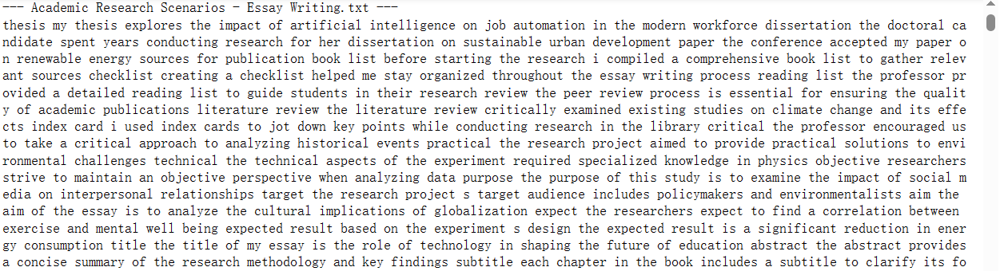 --- Academic Research Scenarios - Essay Writing.txt ---
thesis my thesis explores the impact of artificial intelligence on job automation in the modern workforce dissertation the doctoral ca
ndidate spent years conducting research for her dissertation on sustainable urban development paper the conference accepted my paper o
n renewable energy sources for publication book list before starting the research i compiled a comprehensive book list to gather relev
ant sources checklist creating a checklist helped me stay organized throughout the essay writing process reading list the professor pr
ovided a detailed reading list to guide students in their research review the peer review process is essential for ensuring the qualit
y of academic publications literature review the literature review critically examined existing studies on climate change and its effe
cts index card i used index cards to jot down key points while conducting research in the library critical the professor encouraged us
to take a critical approach to analyzing historical events practical the research project aimed to provide practical solutions to envi
ronmental challenges technical the technical aspects of the experiment required specialized knowledge in physics objective researchers
strive to maintain an objective perspective when analyzing data purpose the purpose of this study is to examine the impact of social m
edia on interpersonal relationships target the research project s target audience includes policymakers and environmentalists aim the
aim of the essay is to analyze the cultural implications of globalization expect the researchers expect to find a correlation between
exercise and mental well being expected result based on the experiment s design the expected result is a significant reduction in ener
gy consumption title the title of my essay is the role of technology in shaping the future of education abstract the abstract provides
a concise summary of the research methodology and key findings subtitle each chapter in the book includes a subtitle to clarify its fo